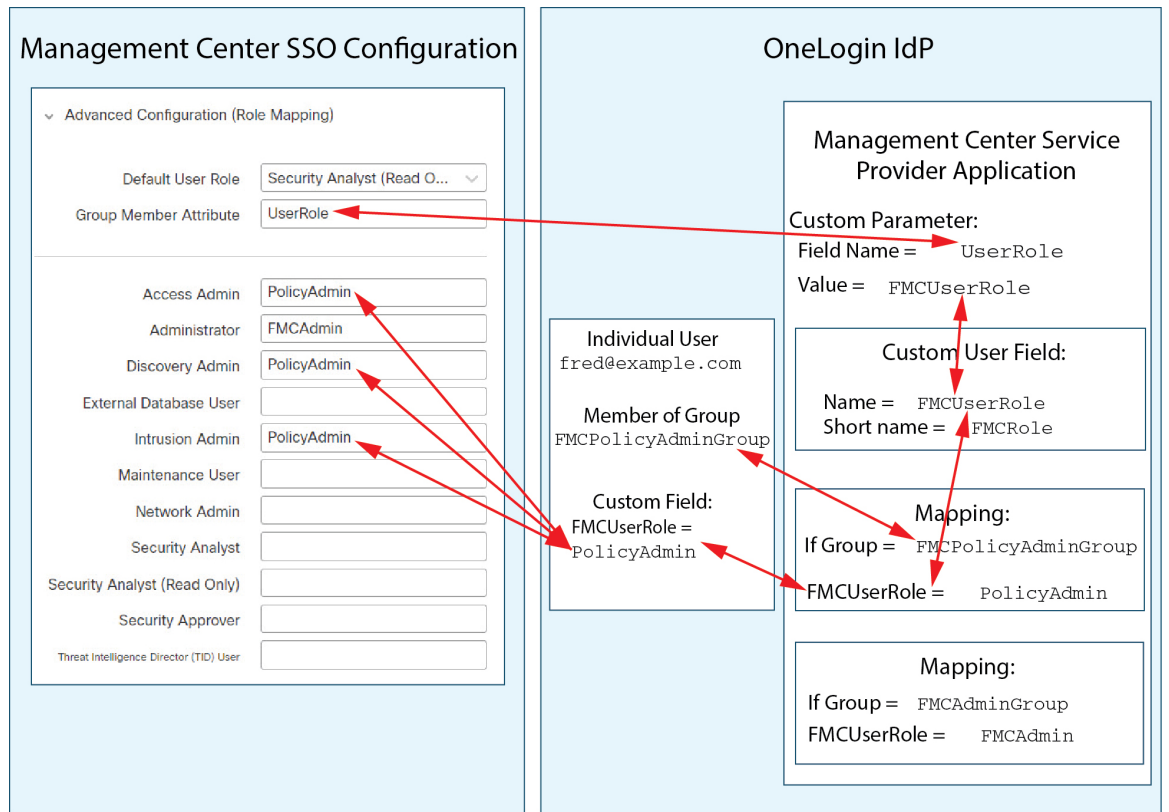 Management Center SSO Configuration
Advanced Configuration (Role Mapping)
Default User Role Security Analyst (Read O...
Group Member Attribute UserRole
Access Admin PolicyAdmin
Administrator FMCAdmin
Discovery Admin PolicyAdmin
External Database User
Intrusion Admin PolicyAdmin
Maintenance User
Network Admin
Security Analyst
Security Analyst (Read Only)
Security Approver
Threat Intelligence Director (TID) User
OneLogin IdP
Individual User
fred@example.com
Member of Group
FMCPolicyAdminGroup
Custom Field:
FMCUserRole =
PolicyAdmin
Management Center Service
Provider Application
Custom Parameter:
Field Name = UserRole
Value = FMCUserRole
Custom User Field:
Name = FMCUserRole
Short name = FMCRole
Mapping:
If Group = FMCPolicyAdminGroup
FMCUserRole = PolicyAdmin
Mapping:
If Group = FMCAdminGroup
FMCUserRole = FMCAdmin